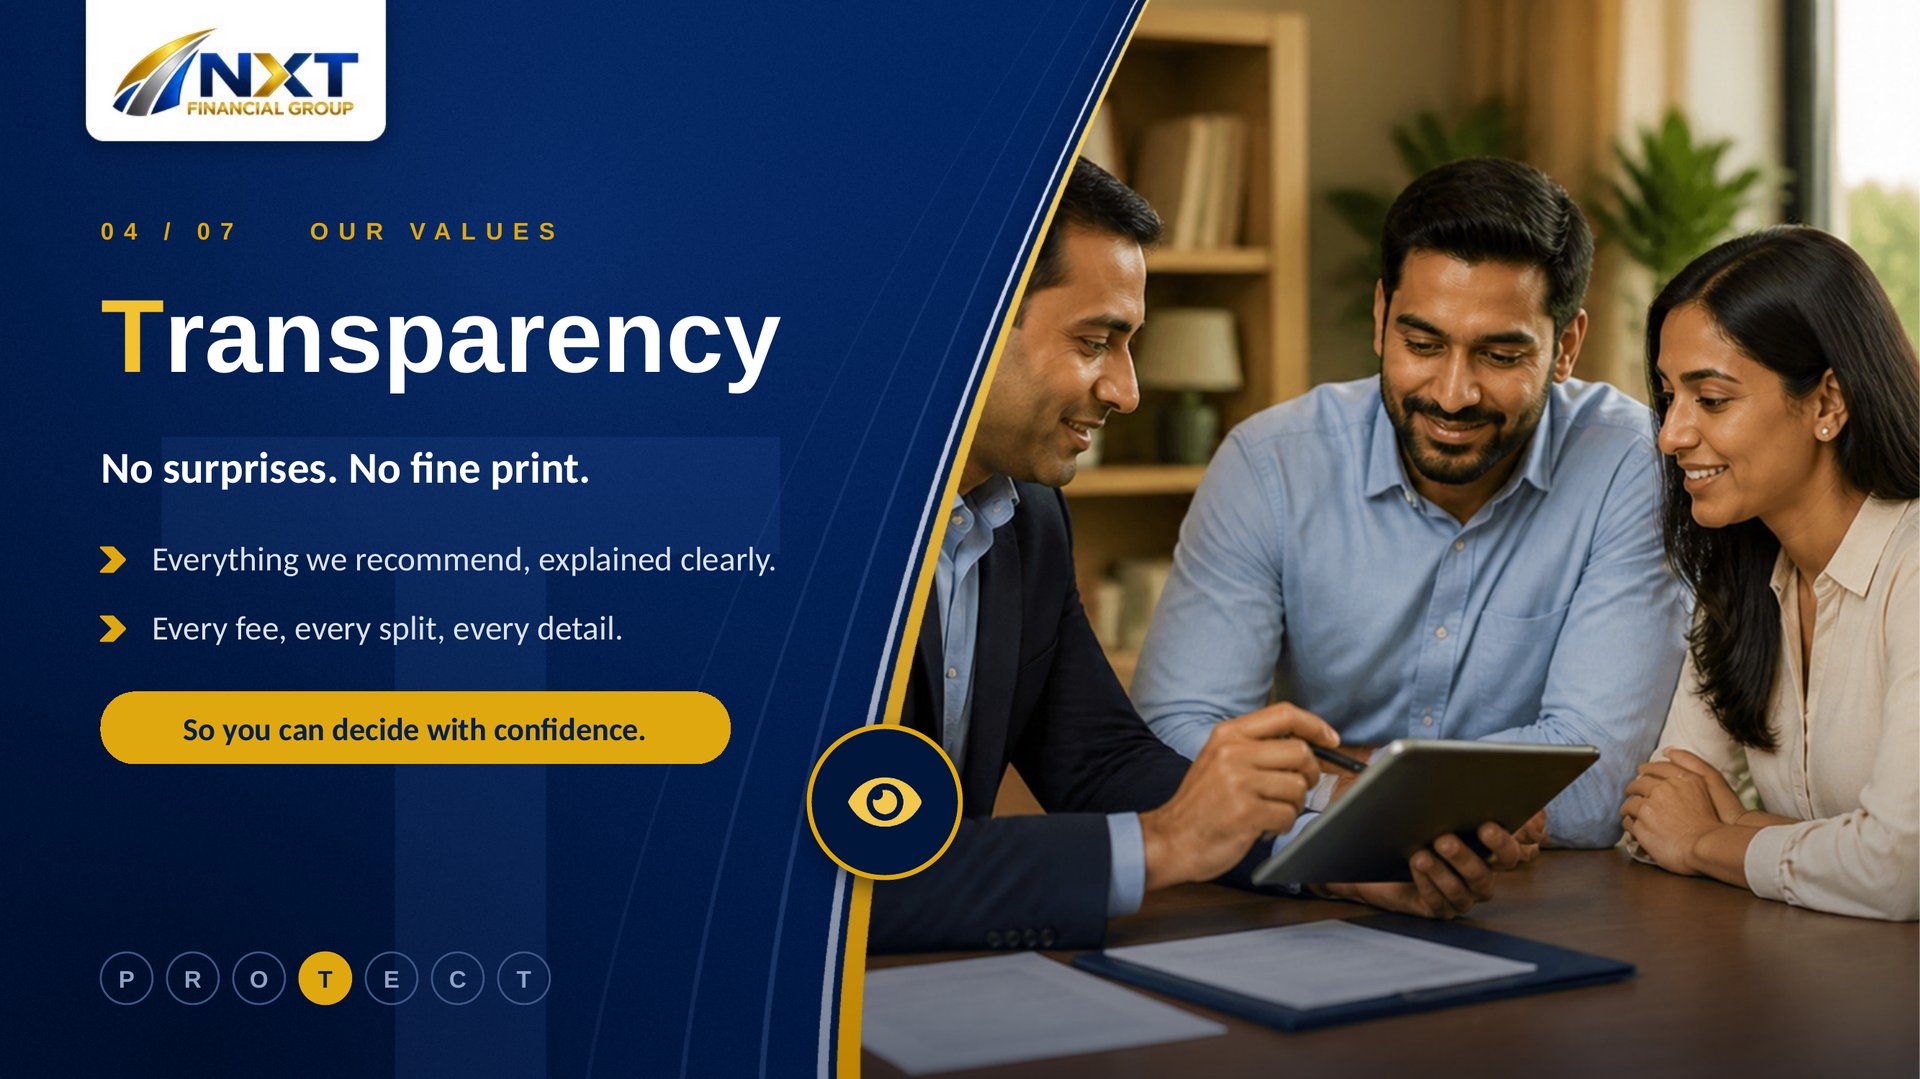 NXT
FINANCIAL GROUP
04 / 07 OUR VALUES
Transparency
No surprises. No fine print.
Everything we recommend, explained clearly.
Every fee, every split, every detail.
So you can decide with confidence.
P R O T E C T